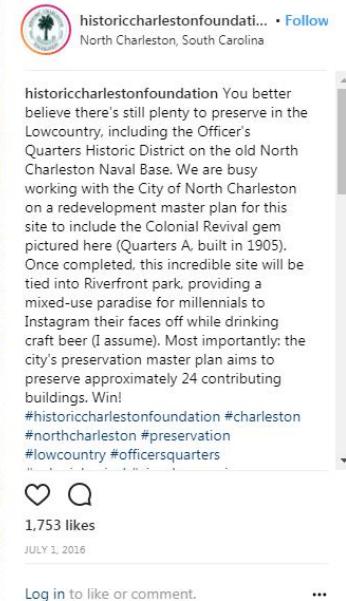 historiccharlestonfoundati... • Follow
North Charleston, South Carolina
historiccharlestonfoundation You better
believe there's still plenty to preserve in the
Lowcountry, including the Officer's
Quarters Historic District on the old North
Charleston Naval Base. We are busy
working with the City of North Charleston
on a redevelopment master plan for this
site to include the Colonial Revival gem
pictured here (Quarters A, built in 1905).
Once completed, this incredible site will be
tied into Riverfront park, providing a
mixed-use paradise for millennials to
Instagram their faces off while drinking
craft beer (I assume). Most importantly: the
city's preservation master plan aims to
preserve approximately 24 contributing
buildings. Win!
#historiccharlestonfoundation #charleston
#northcharleston #preservation
#lowcountry #officersquarters
1,753 likes
JULY 1, 2016
Log in to like or comment.